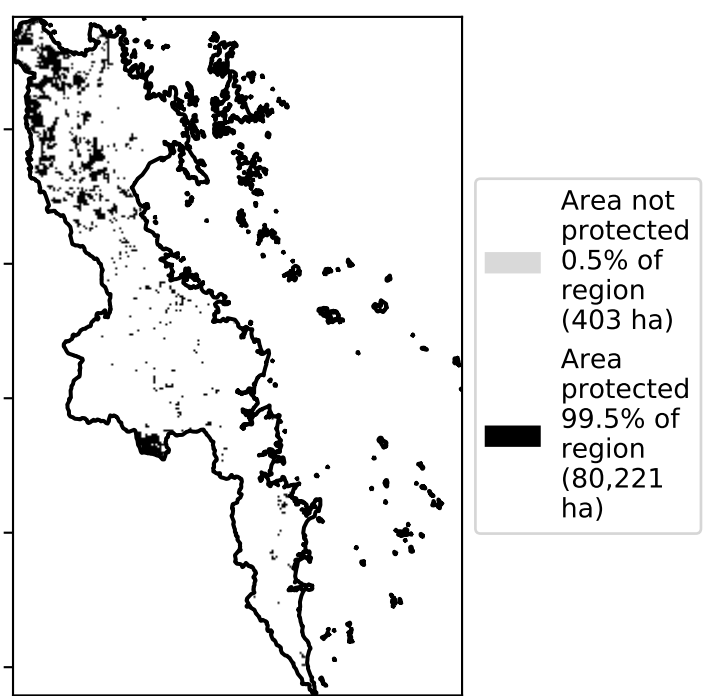 Area not
protected
0.5% of
region
(403 ha)
Area
protected
99.5% of
region
(80,221
ha)